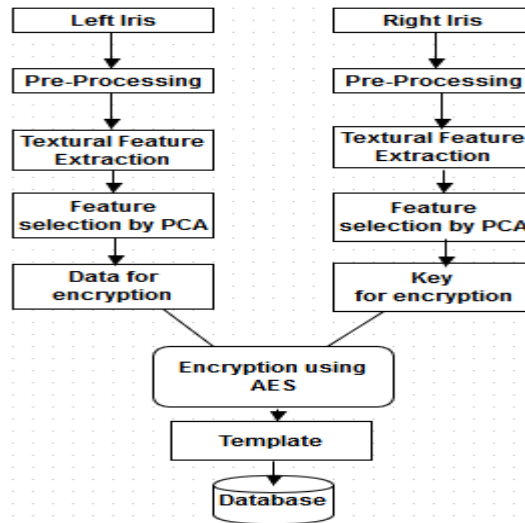 Left Iris
Pre-Processing
Textural Feature
Extraction
Feature
selection by PCA
Data for
encryption
Right Iris
Pre-Processing
Textural Feature
Extraction
Feature
selection by PCA
Key
for encryption
Encryption using
AES
Template
Database